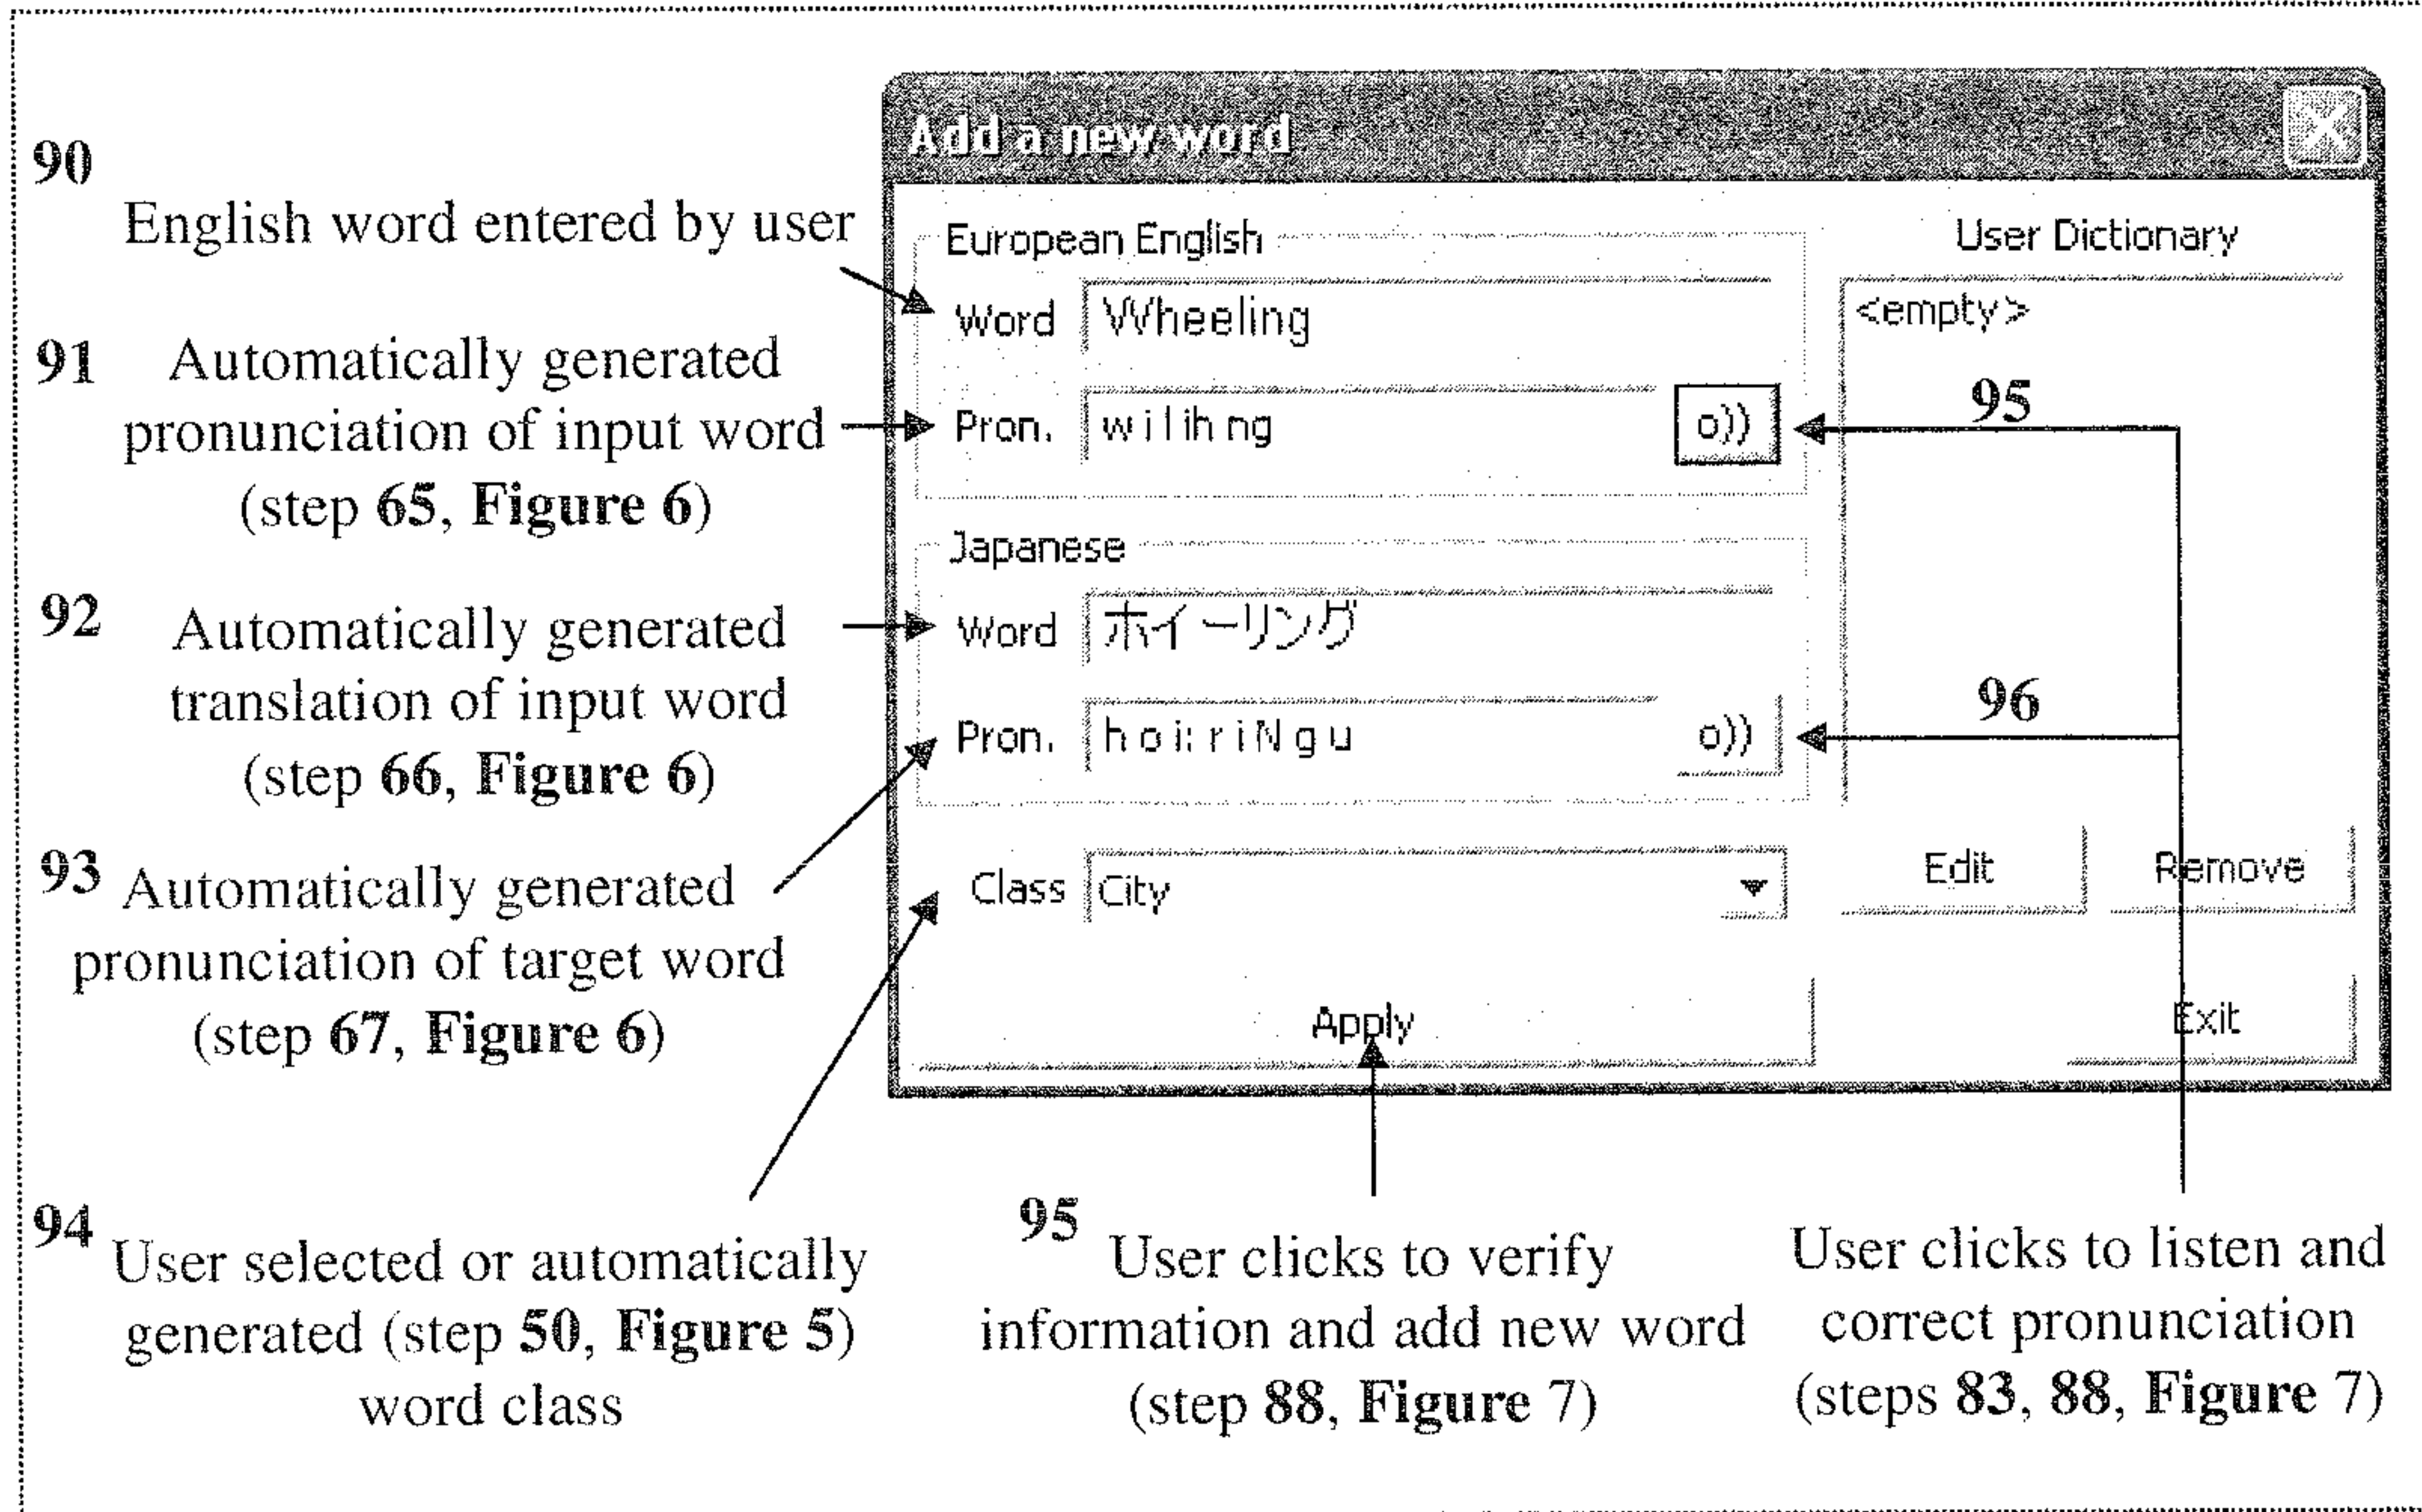 90
English word entered by user
91
Automatically generated
pronunciation of input word
(step 65, Figure 6)
92
Automatically generated
translation of input word
(step 66, Figure 6)
93
Automatically generated
pronunciation of target word
(step 67, Figure 6)
94
User selected or automatically
generated (step 50, Figure 5)
word class
Add a new word
European English
Word Wheeling
Pron. w i l ih ng o))
Japanese
Word ホイーリング
Pron. h o i: r i N g u o))
Class City
Apply
User Dictionary
<empty>
95
96
Edit Remove
Exit
95
User clicks to verify
information and add new word
(step 88, Figure 7)
User clicks to listen and
correct pronunciation
(steps 83, 88, Figure 7)